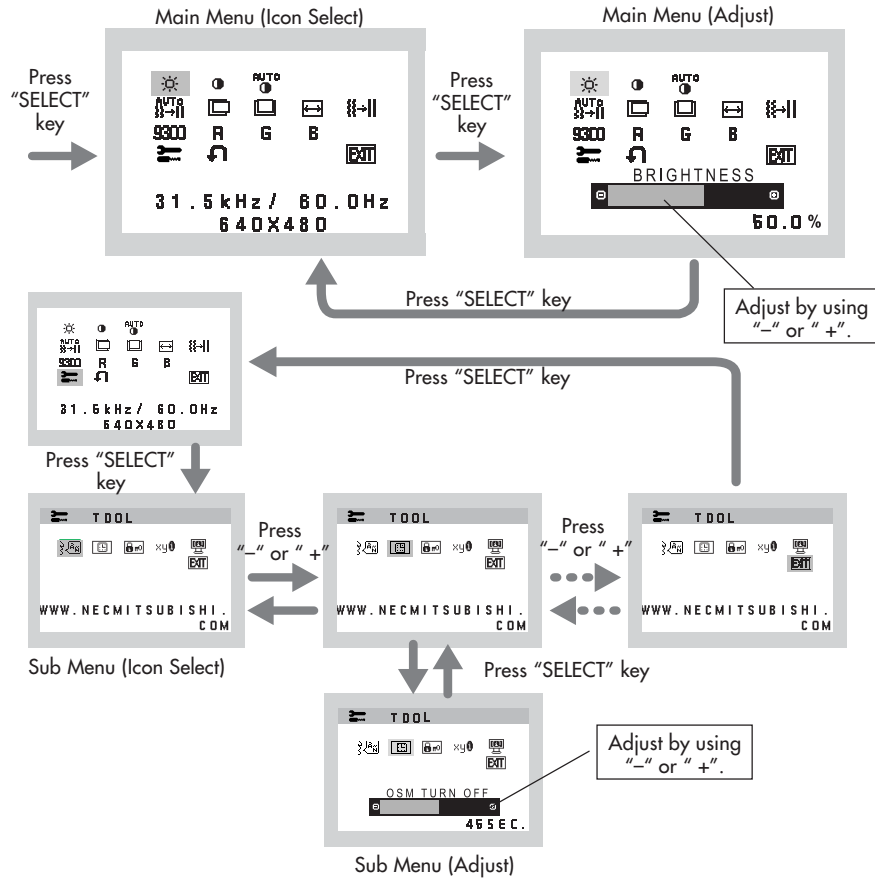 Main Menu (Icon Select)
Press
"SELECT"
key
AUTO
AUTO
9300 R G B
EXIT
31.5kHz/ 60.0Hz
640X480
Press
"SELECT"
key
Main Menu (Adjust)
AUTO
AUTO
9300 R G B
EXIT
BRIGHTNESS
50.0%
Adjust by using
"–" or " +".
Press "SELECT" key
Press "SELECT" key
AUTO
AUTO
9300 R G B
EXIT
31.5kHz/ 60.0Hz
640X480
Press "SELECT"
key
TOOL
xy0
EXIT
WWW.NECMITSUBISHI.
COM
Sub Menu (Icon Select)
Press
"–" or " +"
TOOL
xy0
EXIT
WWW.NECMITSUBISHI.
COM
Press
"–" or " +"
TOOL
xy0
EXIT
WWW.NECMITSUBISHI.
COM
Press "SELECT" key
TOOL
xy0
EXIT
OSM TURN OFF
45SEC.
Adjust by using
"–" or " +".
Sub Menu (Adjust)